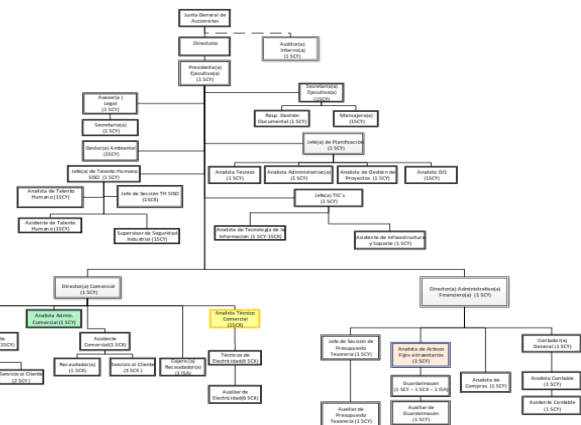 Junta General de
Accionistas
Directorio
Auditor(a)
Interno(a)
(1 SCY)
Presidente(a)
Ejecutivo(a)
(1 SCY)
Secretario(a)
Ejecutivo(a)
(1SCY)
Asesor(a)
Legal
(1 SCY)
Resp. Gestión
Documental (1 SCY)
Mensajero(a)
(1SCY)
Secretario(a)
(1 SCY)
Gestor(a) Ambiental
(1SCY)
Jefe(a) de Planificación
(1 SCY)
Jefe(a) de Talento Humano
SISO (1 SCY)
Analista Técnico
(1 SCY)
Analista Administrativo(a)
(1 SCY)
Analista de Gestión de
Proyectos (1 SCY)
Analista GIS
(1SCY)
Analista de Talento
Humano (1SCY)
Jefe de Sección TH SISO
(1SCX)
Jefe(a) TIC's
(1 SCY)
Asistente de Talento
Humano (1SCY)
Supervisor de Seguridad
Industrial (1SCY)
Analista de Tecnología de la
Información (1 SCY-1SCX)
Asistente de Infraestructura
y Soporte (1 SCY)
Director(a) Comercial
(1 SCY)
Director(a) Administrativo(a)
Financiero(a) (1 SCY)
Analista Admin.
Comercial (1 SCY)
Analista Técnico
Comercial
(1SCX)
te
1SCY)
Asistente
Comercial(1 SCX)
Jefe de Sección de
Presupuesto
Tesorería (1 SCY)
Analista de Activos
Fijos e Inventarios
(1 SCY)
Contador(a)
General (1 SCY)
Servicio al Cliente
(2 SCY)
Recaudador(a)
(1 SCX)
Servicio al Cliente
(3 SCX)
Cajero(a)
Recaudador(a)
(1 ISA)
Técnicos de
Electricidad(6 SCX)
Guardalmacen
(1 SCY - 1 SCX - 1 ISA)
Analista de
Compras (1 SCY)
Analista Contable
(1 SCY)
Auxiliar de
Electricidad(6 SCX)
Auxiliar de
Presupuesto
Tesorería (1 SCY)
Auxiliar de
Guardalmacen
(1 SCY)
Asistente Contable
(1 SCY)